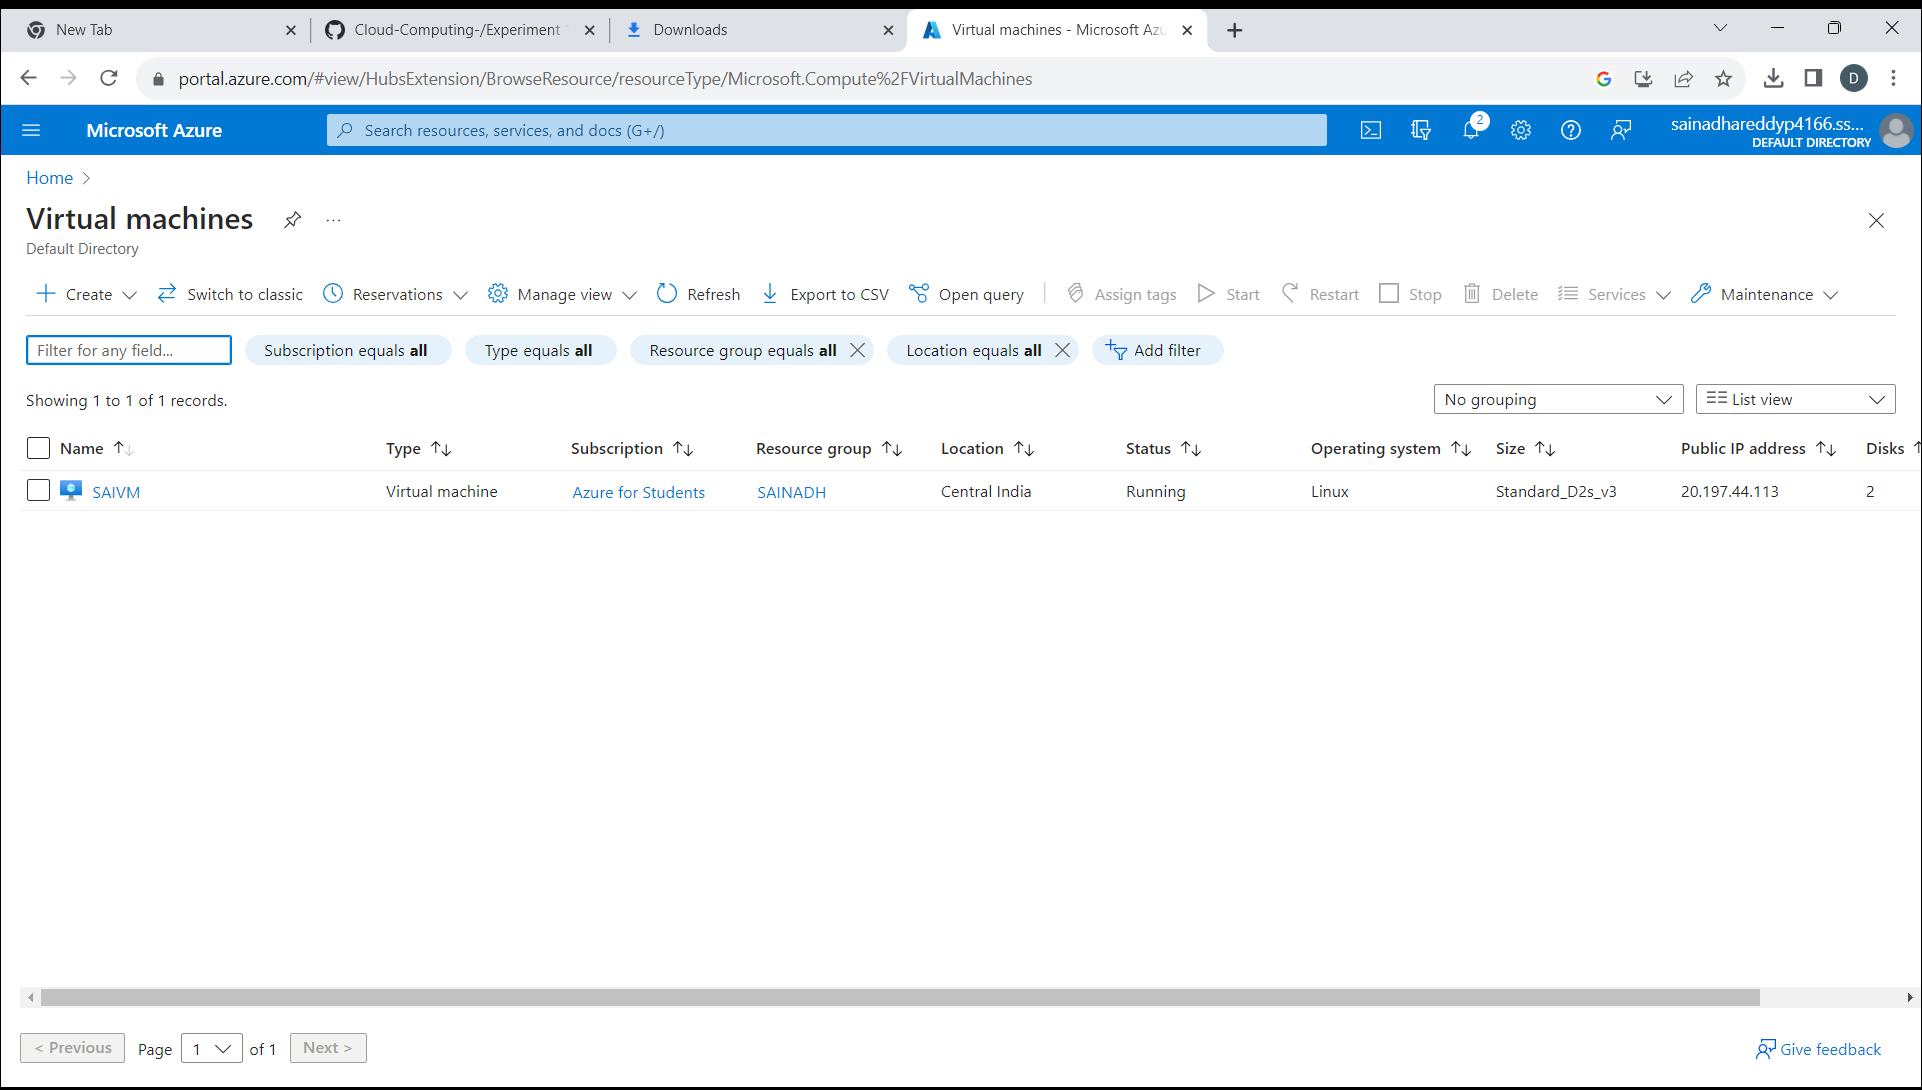 New Tab
Cloud-Computing-/Experiment
Downloads
Virtual machines - Microsoft Azu
portal.azure.com/#view/HubsExtension/BrowseResource/resourceType/Microsoft.Compute%2FVirtualMachines
D
Microsoft Azure
Search resources, services, and docs (G+/)
2
sainadhareddyp4166.ss...
DEFAULT DIRECTORY
Home
Virtual machines
...
Default Directory
Create
Switch to classic
Reservations
Manage view
Refresh
Export to CSV
Open query
Assign tags
Start
Restart
Stop
Delete
Services
Maintenance
Filter for any field...
Subscription equals all
Type equals all
Resource group equals all
Location equals all
Add filter
Showing 1 to 1 of 1 records.
No grouping
List view
Name
Type
Subscription
Resource group
Location
Status
Operating system
Size
Public IP address
Disks
SAIVM
Virtual machine
Azure for Students
SAINADH
Central India
Running
Linux
Standard_D2s_v3
20.197.44.113
2
< Previous
Page
1
of 1
Next >
Give feedback